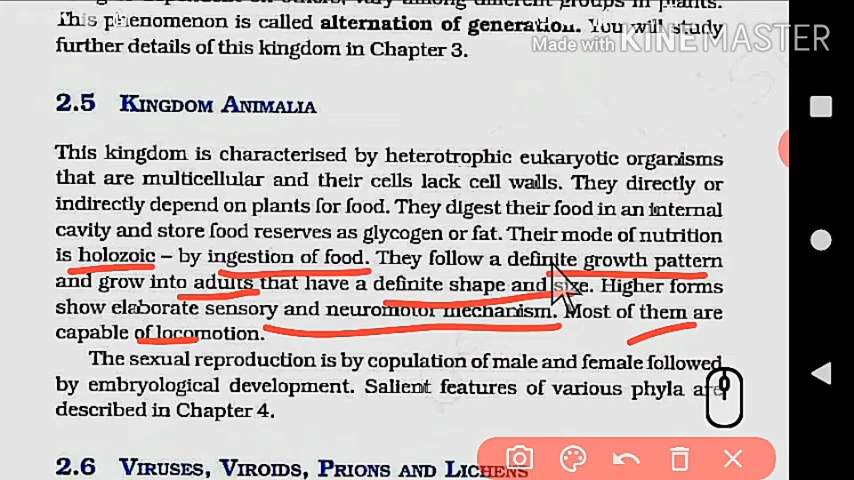 This phenomenon is called alternation of generation. You will study
further details of this kingdom in Chapter 3.
Made with KINEMASTER
2.5 KINGDOM ANIMALIA
This kingdom is characterised by heterotrophic eukaryotic organisms
that are multicellular and their cells lack cell walls. They directly or
indirectly depend on plants for food. They digest their food in an internal
cavity and store food reserves as glycogen or fat. Their mode of nutrition
is holozoic – by ingestion of food. They follow a definite growth pattern
and grow into adults that have a definite shape and size. Higher forms
show elaborate sensory and neuromotor mechanism. Most of them are
capable of locomotion.
The sexual reproduction is by copulation of male and female followed
by embryological development. Salient features of various phyla are
described in Chapter 4.
2.6 VIRUSES, VIROIDS, PRIONS AND LICHENS